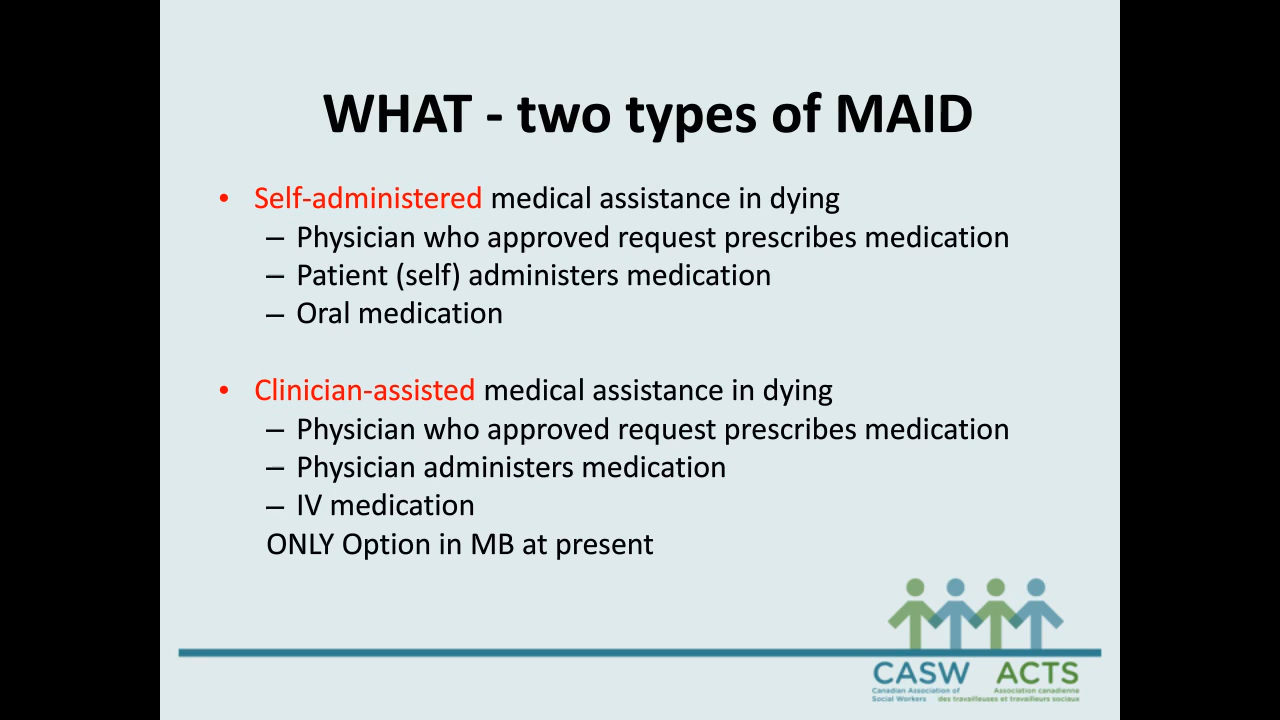 WHAT - two types of MAID
• Self-administered medical assistance in dying
– Physician who approved request prescribes medication
– Patient (self) administers medication
– Oral medication
• Clinician-assisted medical assistance in dying
– Physician who approved request prescribes medication
– Physician administers medication
– IV medication
ONLY Option in MB at present
CASW ACTS
Canadian Association of Association canadienne
Social Workers des travailleuses et travailleurs sociaux